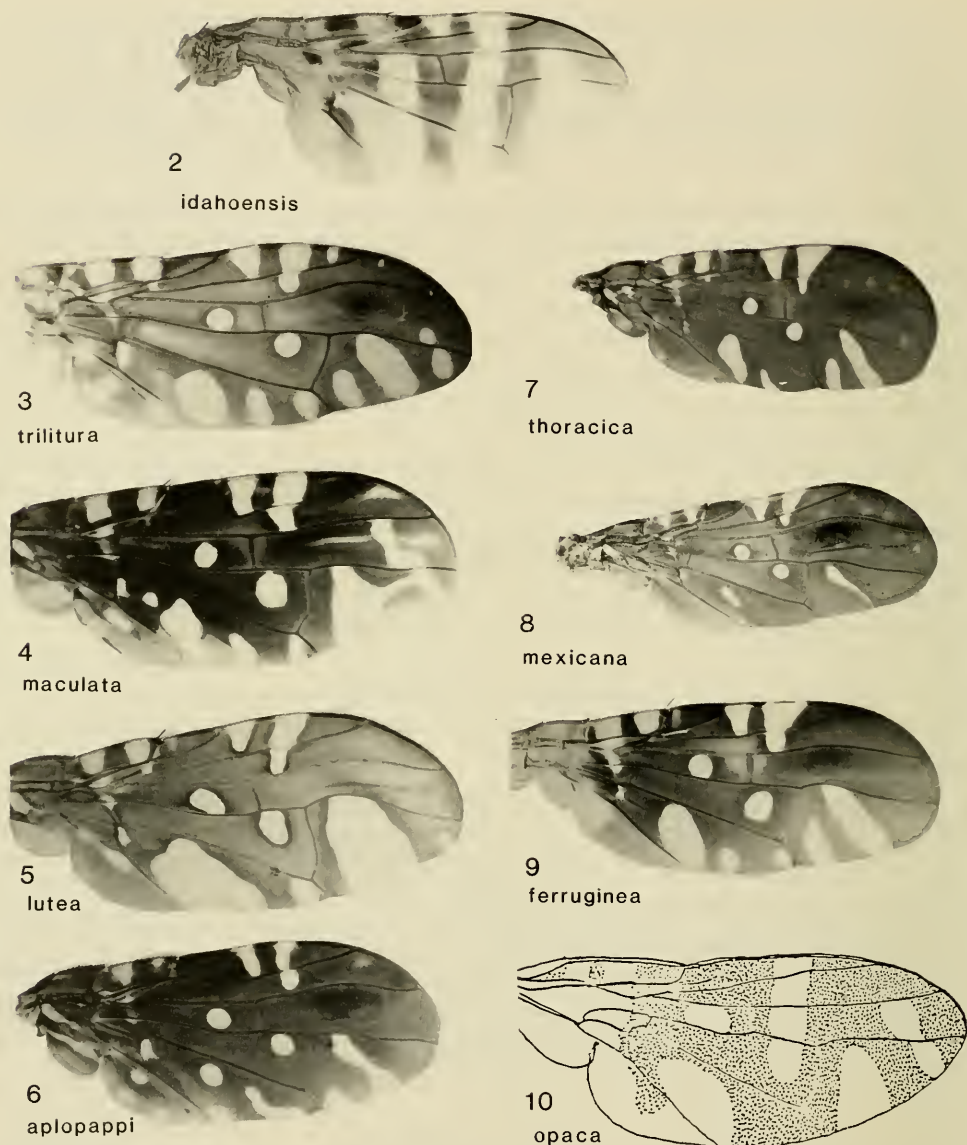 2
idahoensis
3
trilitura
4
maculata
5
lutea
6
aplopappi
7
thoracica
8
mexicana
9
ferruginea
10
opaca